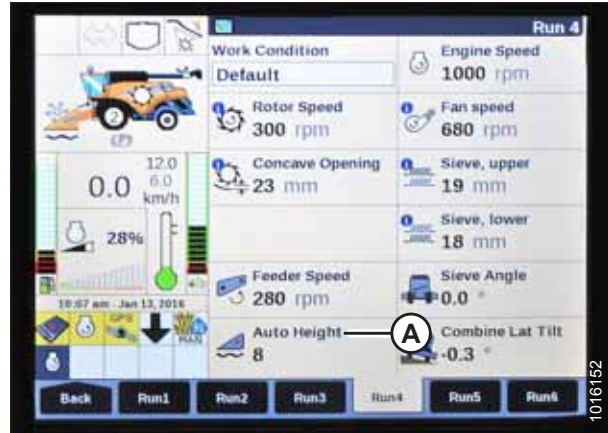 Run 4
Work Condition
Default
Engine Speed
1000 rpm
Rotor Speed
300 rpm
Fan speed
680 rpm
Concave Opening
23 mm
Sieve, upper
19 mm
Sieve, lower
18 mm
Feeder Speed
280 rpm
Sieve Angle
0.0 °
Auto Height
8
A
Combine Lat Tilt
-0.3 °
2
(P)
0.0
12.0
6.0
km/h
28%
10:07 am Jan 13, 2016
GPS
Back
Run1
Run2
Run3
Run4
Run5
Run6
1016152